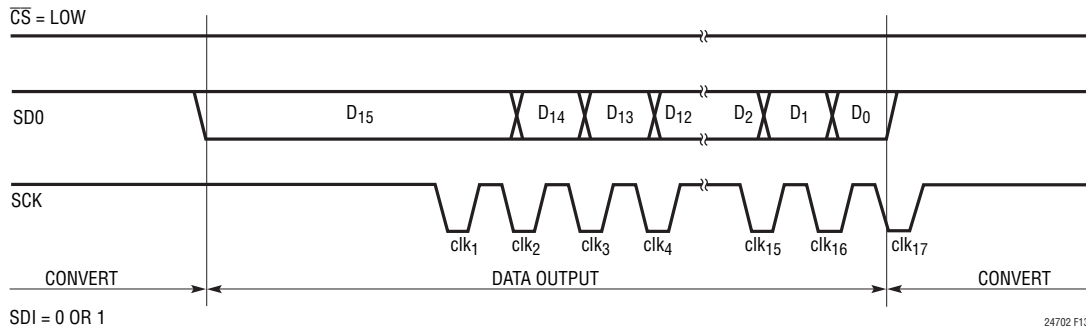 CS = LOW
SD0
D15 D14 D13 D12 D2 D1 D0
SCK
clk1 clk2 clk3 clk4 clk15 clk16 clk17
CONVERT DATA OUTPUT CONVERT
SDI = 0 OR 1
24702 F13